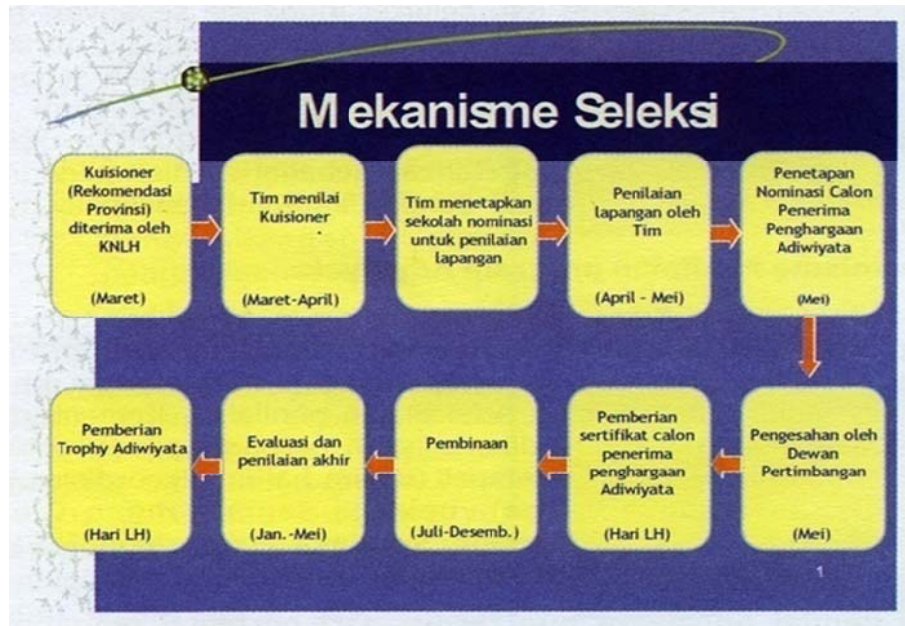 Mekanisme Seleksi
Kuisioner
(Rekomendasi
Provinsi)
diterima oleh
KNLH
(Maret)
Tim menilai
Kuisioner
(Maret-April)
Tim menetapkan
sekolah nominasi
untuk penilaian
lapangan
Penilaian
lapangan oleh
Tim
(April - Mei)
Penetapan
Nominasi Calon
Penerima
Penghargaan
Adiwiyata
(Mei)
Pengesahan oleh
Dewan
Pertimbangan
(Mei)
Pemberian
sertifikat calon
penerima
penghargaan
Adiwiyata
(Hari LH)
Pembinaan
(Juli-Desemb.)
Evaluasi dan
penilaian akhir
(Jan.-Mei)
Pemberian
Trophy Adiwiyata
(Hari LH)
1